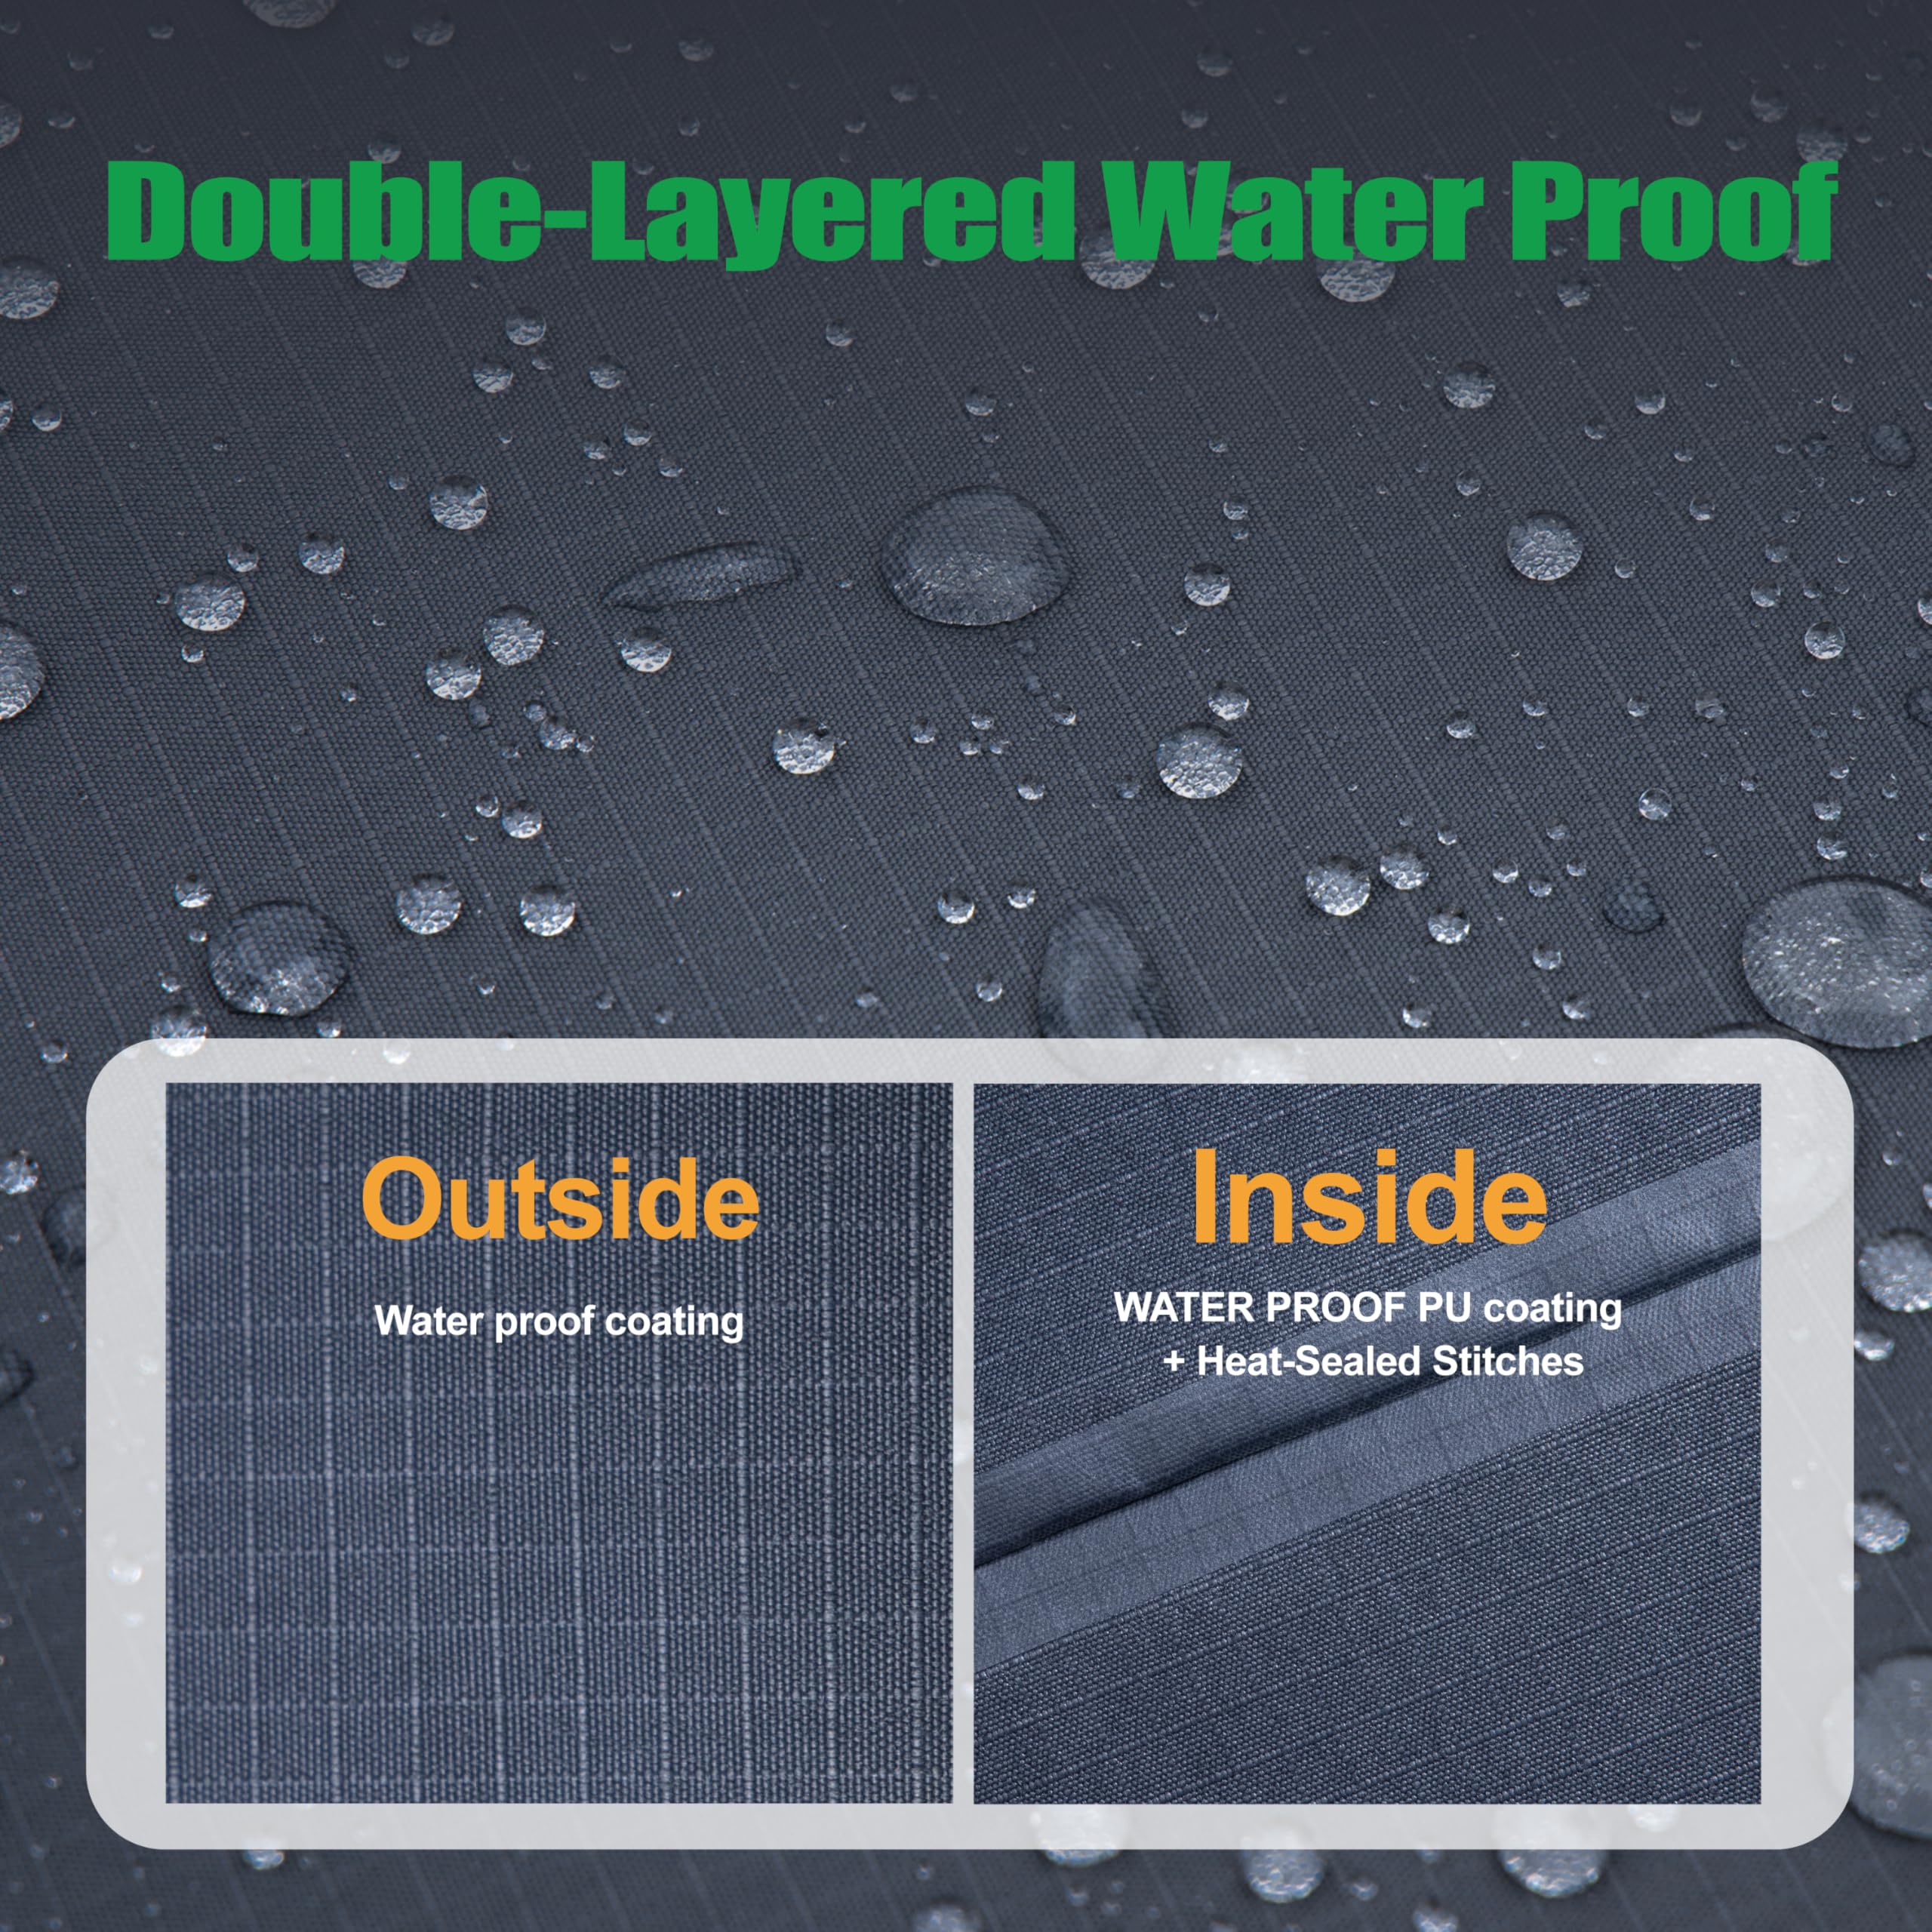 Double-Layered Water Proof
Outside
Water proof coating
Inside
WATER PROOF PU coating
+ Heat-Sealed Stitches